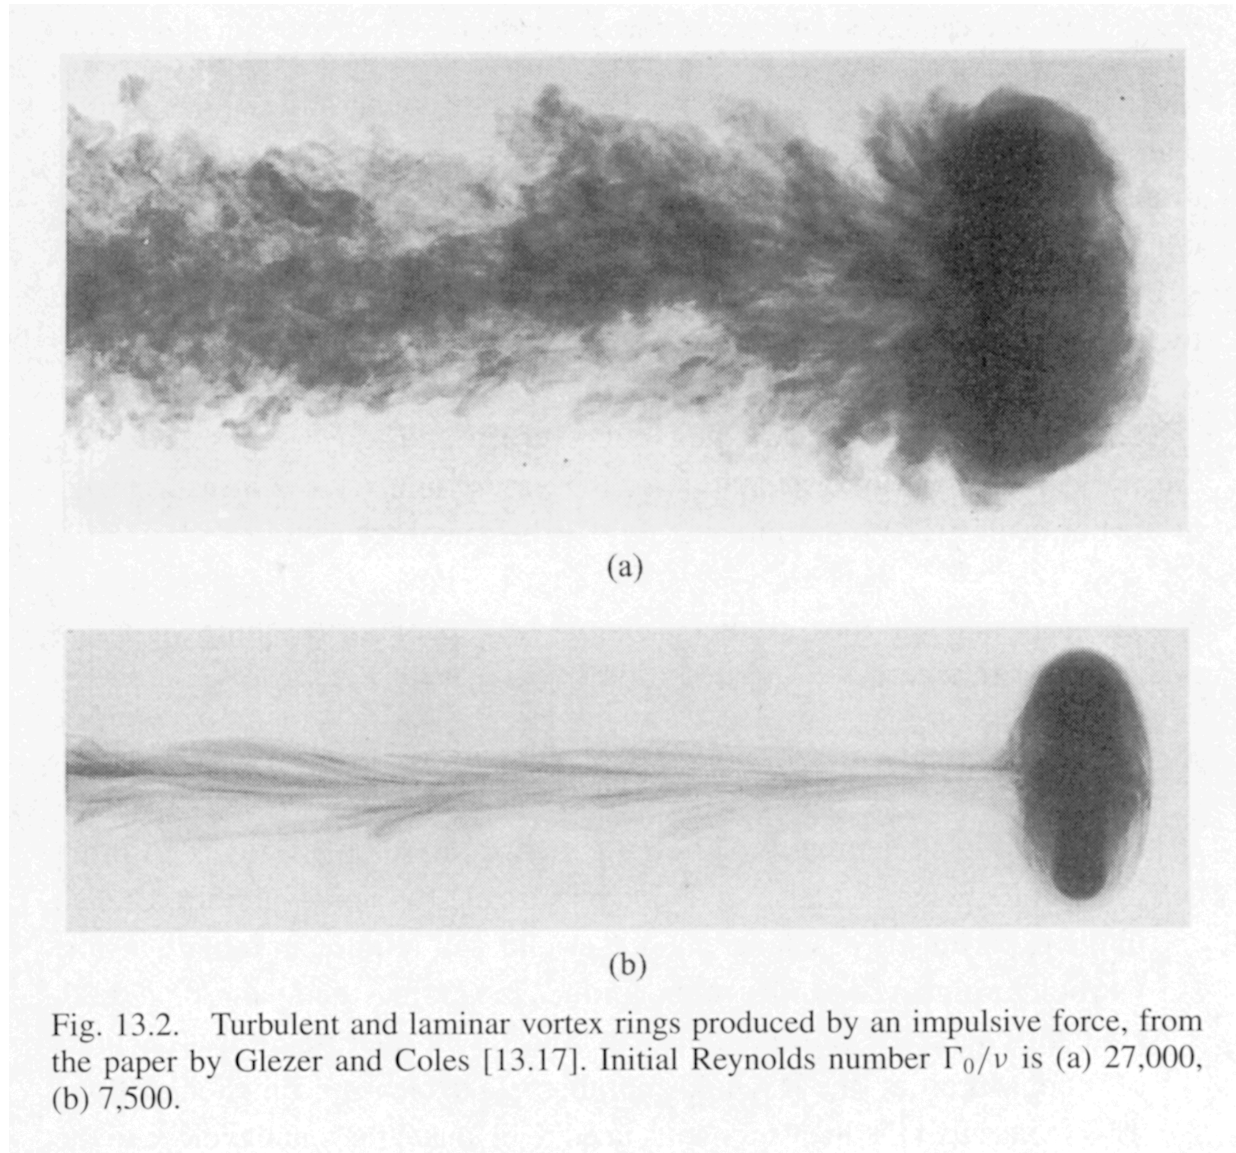 (a)
(b)
Fig. 13.2. Turbulent and laminar vortex rings produced by an impulsive force, from
the paper by Glezer and Coles [13.17]. Initial Reynolds number Γ₀/ν is (a) 27,000,
(b) 7,500.